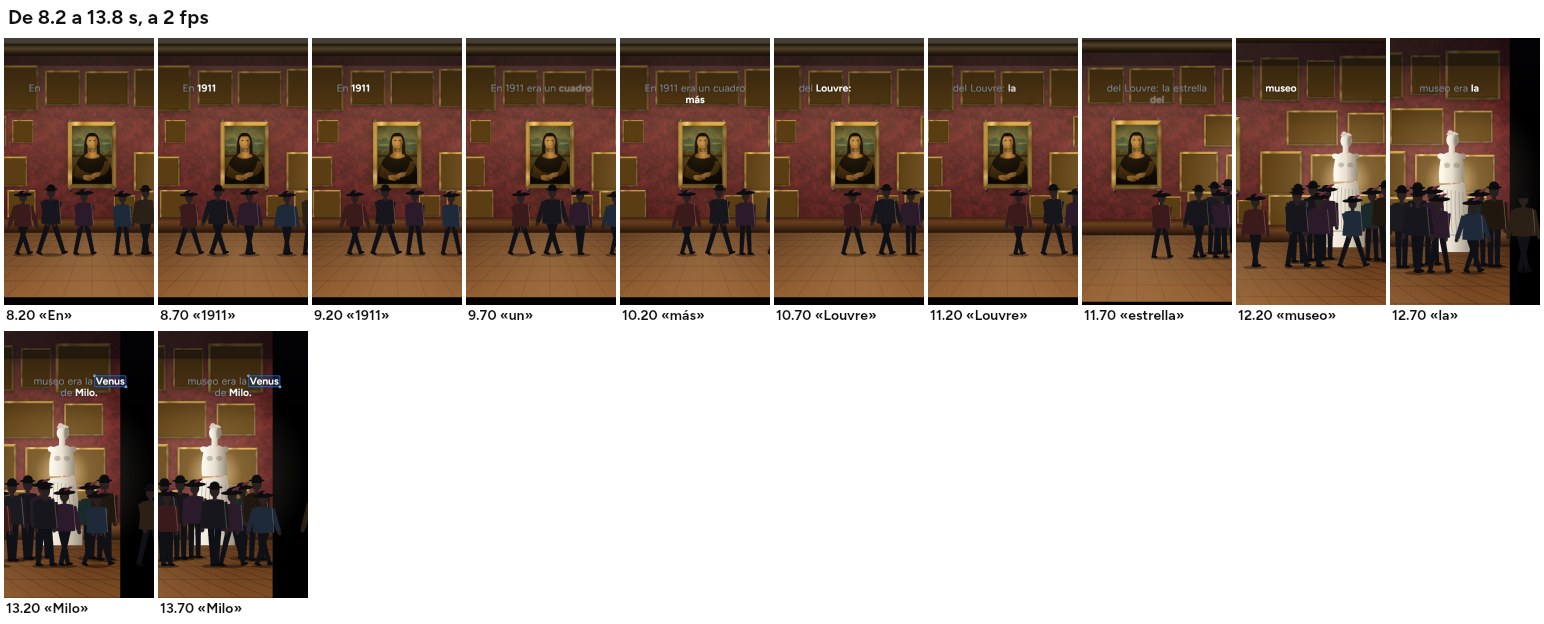 De 8.2 a 13.8 s, a 2 fps
En
En 1911
En 1911
En 1911 era un cuadro
En 1911 era un cuadro
más
del Louvre:
del Louvre: la
del Louvre: la estrella
del
museo
museo era la
8.20 «En»
8.70 «1911»
9.20 «1911»
9.70 «un»
10.20 «más»
10.70 «Louvre»
11.20 «Louvre»
11.70 «estrella»
12.20 «museo»
12.70 «la»
museo era la Venus
de Milo.
museo era la Venus
de Milo.
13.20 «Milo»
13.70 «Milo»